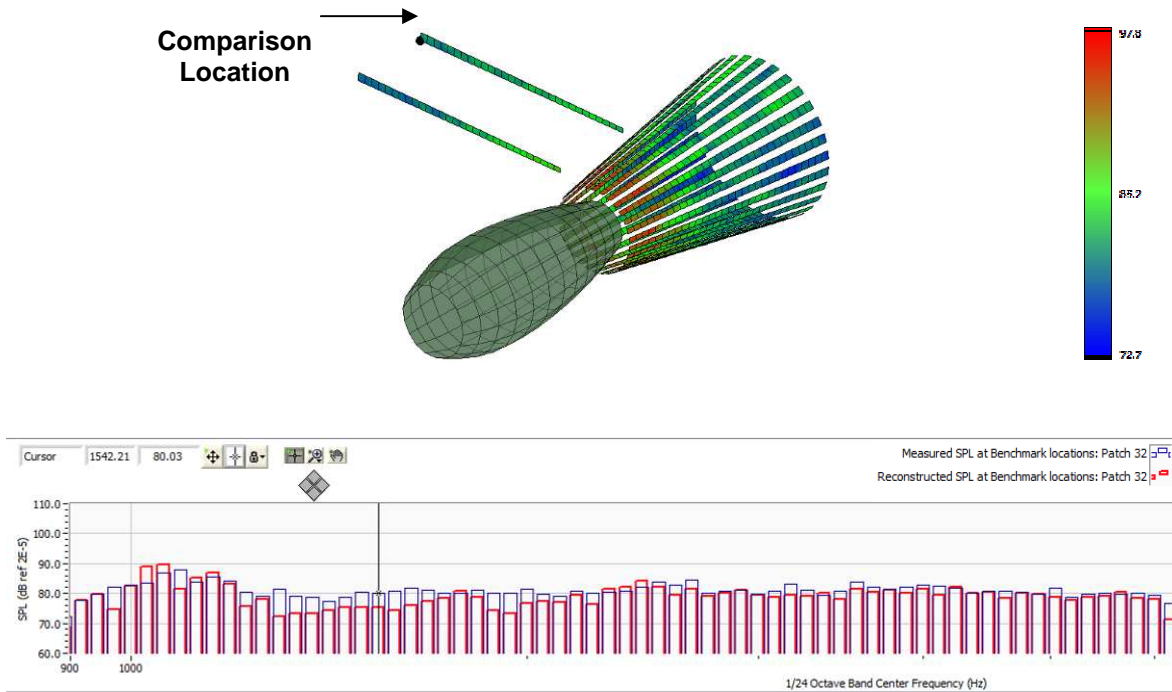 Comparison
Location
97.8
85.2
72.7
Cursor 1542.21 80.03
Measured SPL at Benchmark locations: Patch 32
Reconstructed SPL at Benchmark locations: Patch 32
SPL (dB ref 2E-5)
110.0
100.0
90.0
80.0
70.0
60.0
900 1000
1/24 Octave Band Center Frequency (Hz)